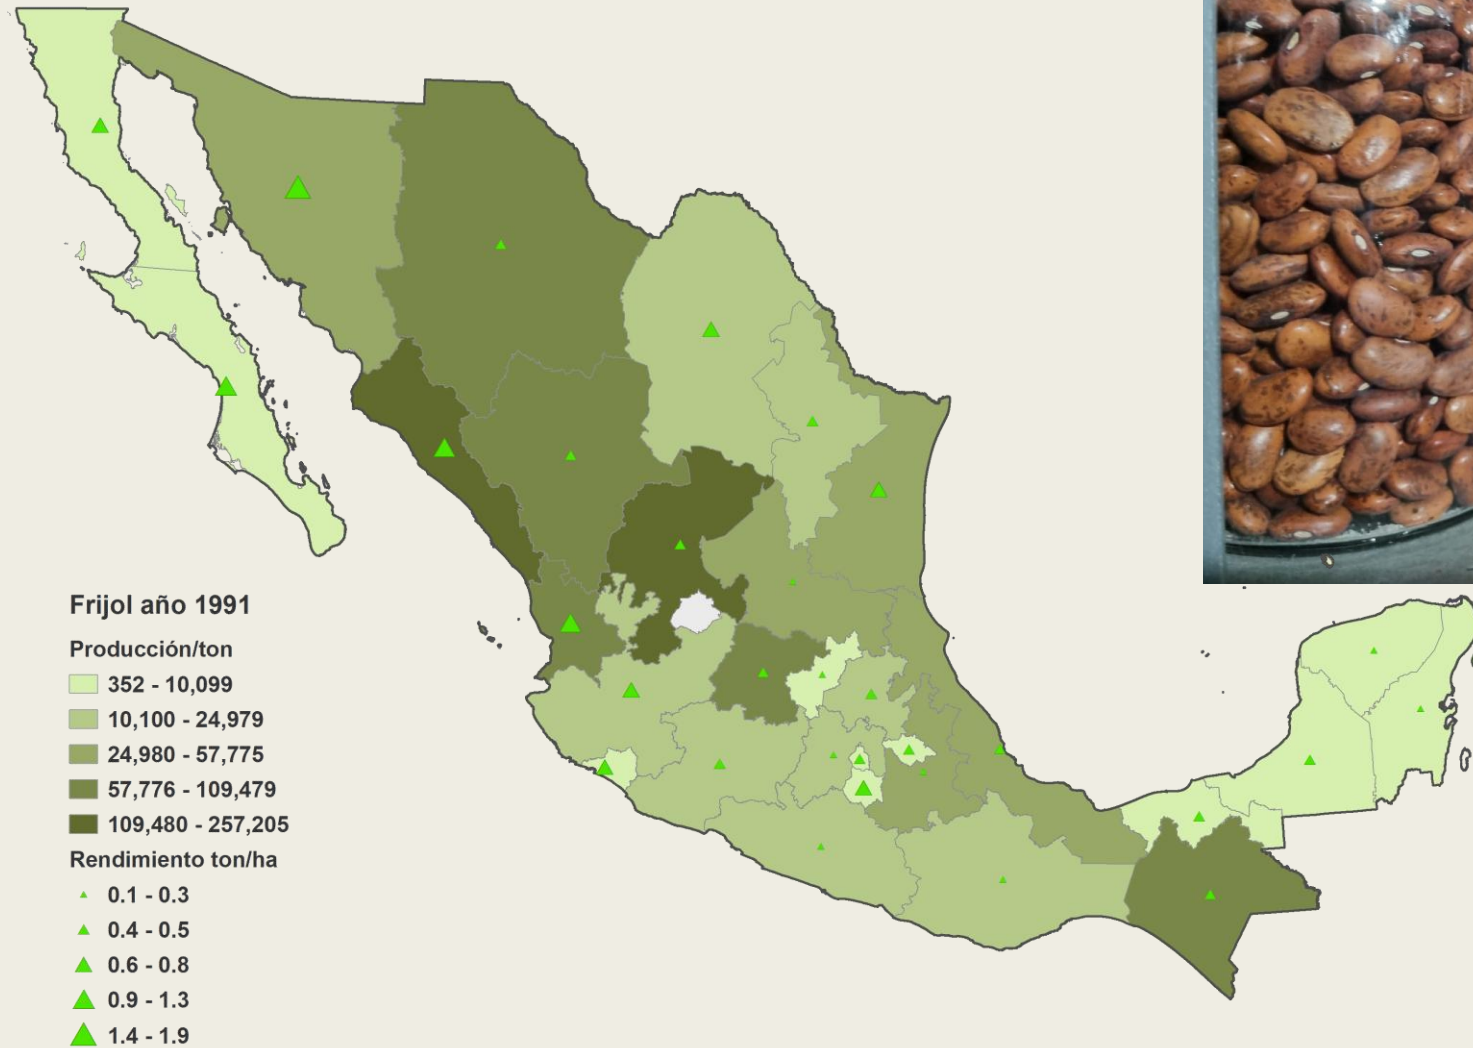 Frijol año 1991
Producción/ton
352 - 10,099
10,100 - 24,979
24,980 - 57,775
57,776 - 109,479
109,480 - 257,205
Rendimiento ton/ha
0.1 - 0.3
0.4 - 0.5
0.6 - 0.8
0.9 - 1.3
1.4 - 1.9